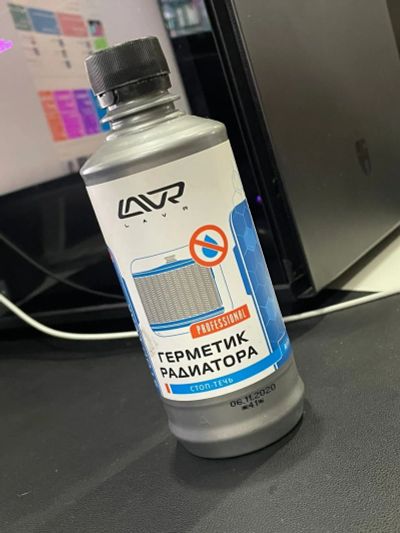 LAVR
LAVR
PROFESSIONAL
ГЕРМЕТИК
РАДИАТОРА
СТОП-ТЕЧЬ
06.11.2020